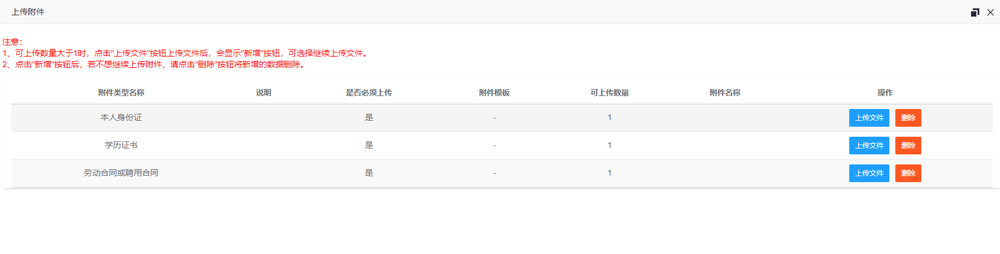 上传附件
注意：
1、可上传数量大于1时，点击"上传文件"按钮上传文件后，会显示"新增"按钮，可选择继续上传文件。
2、点击"新增"按钮后，若不想继续上传附件，请点击"删除"按钮将新增的数据删除。
附件类型名称 说明 是否必须上传 附件模板 可上传数量 附件名称 操作
本人身份证 是 - 1 上传文件 删除
学历证书 是 - 1 上传文件 删除
劳动合同或聘用合同 是 - 1 上传文件 删除